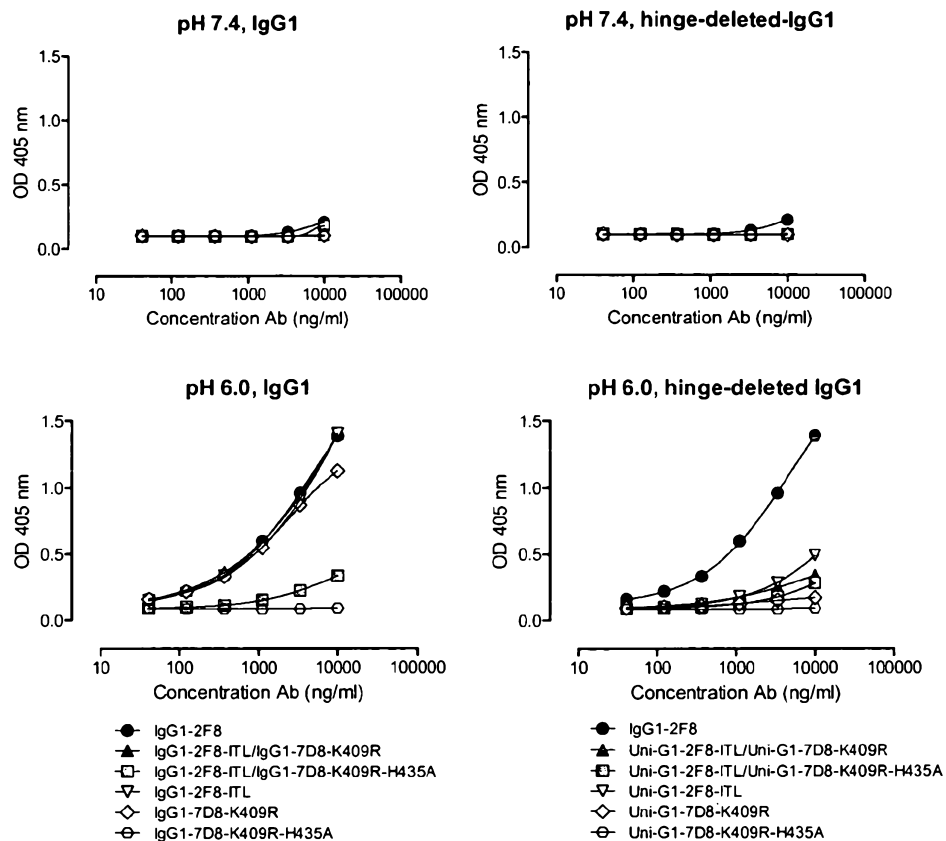 pH 7.4, IgG1
1.5
1.0
0.5
0.0
OD 405 nm
10 100 1000 10000 100000
Concentration Ab (ng/ml)
pH 7.4, hinge-deleted-IgG1
1.5
1.0
0.5
0.0
OD 405 nm
10 100 1000 10000 100000
Concentration Ab (ng/ml)
pH 6.0, IgG1
1.5
1.0
0.5
0.0
OD 405 nm
10 100 1000 10000 100000
Concentration Ab (ng/ml)
IgG1-2F8
IgG1-2F8-ITL/IgG1-7D8-K409R
IgG1-2F8-ITL/IgG1-7D8-K409R-H435A
IgG1-2F8-ITL
IgG1-7D8-K409R
IgG1-7D8-K409R-H435A
pH 6.0, hinge-deleted IgG1
1.5
1.0
0.5
0.0
OD 405 nm
10 100 1000 10000 100000
Concentration Ab (ng/ml)
IgG1-2F8
Uni-G1-2F8-ITL/Uni-G1-7D8-K409R
Uni-G1-2F8-ITL/Uni-G1-7D8-K409R-H435A
Uni-G1-2F8-ITL
Uni-G1-7D8-K409R
Uni-G1-7D8-K409R-H435A